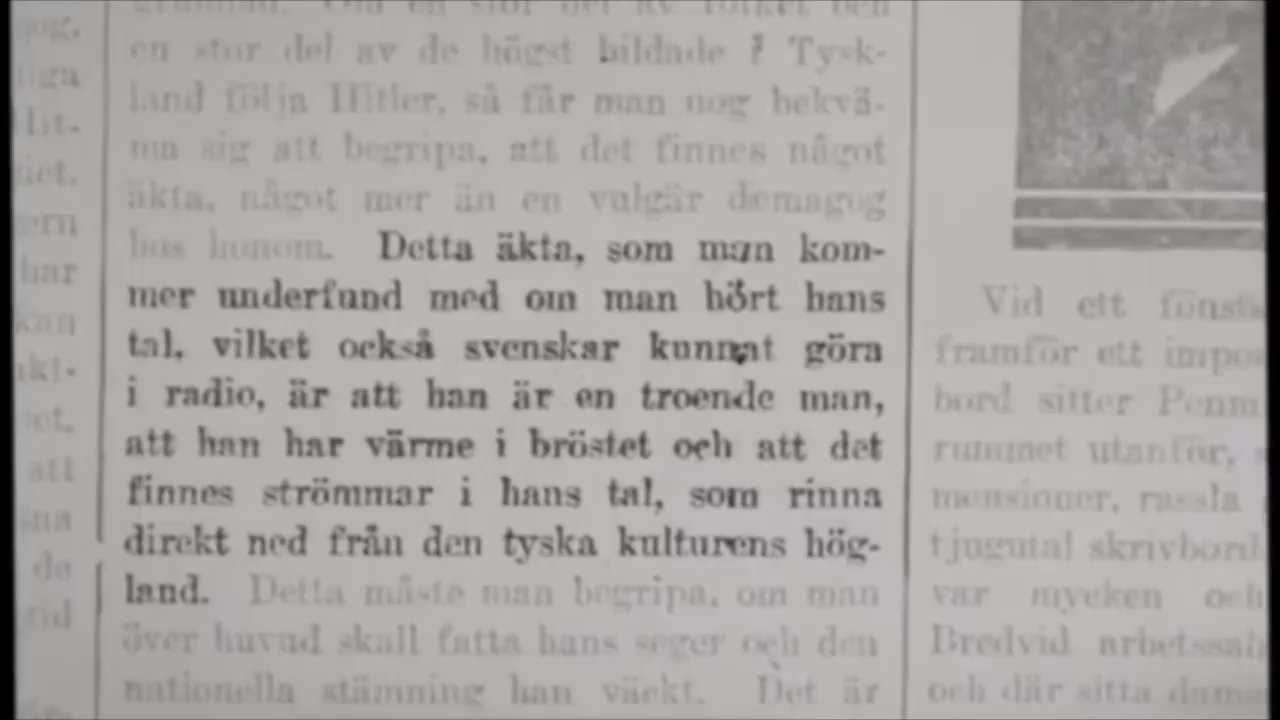 en stor del av de högst bildade i Tysk-
land följa Hitler, så får man nog bekvä-
ma sig att begripa, att det finnes något
äkta, något mer än en vulgär demagog
hos honom. Detta äkta, som man kom-
mer underfund med om man hört hans
tal, vilket också svenskar kunnat göra
i radio, är att han är en troende man,
att han har värme i bröstet och att det
finnes strömmar i hans tal, som rinna
direkt ned från den tyska kulturens hög-
land. Detta måste man begripa, om man
över huvud skall fatta hans seger och den
nationella stämning han väckt. Det är
har
kan
att
de
Vid ett
framför ett
bord sitter
rummet utanför,
rassla
tjugutal skrivbord.
var mycken och
Bredvid
och där sitta